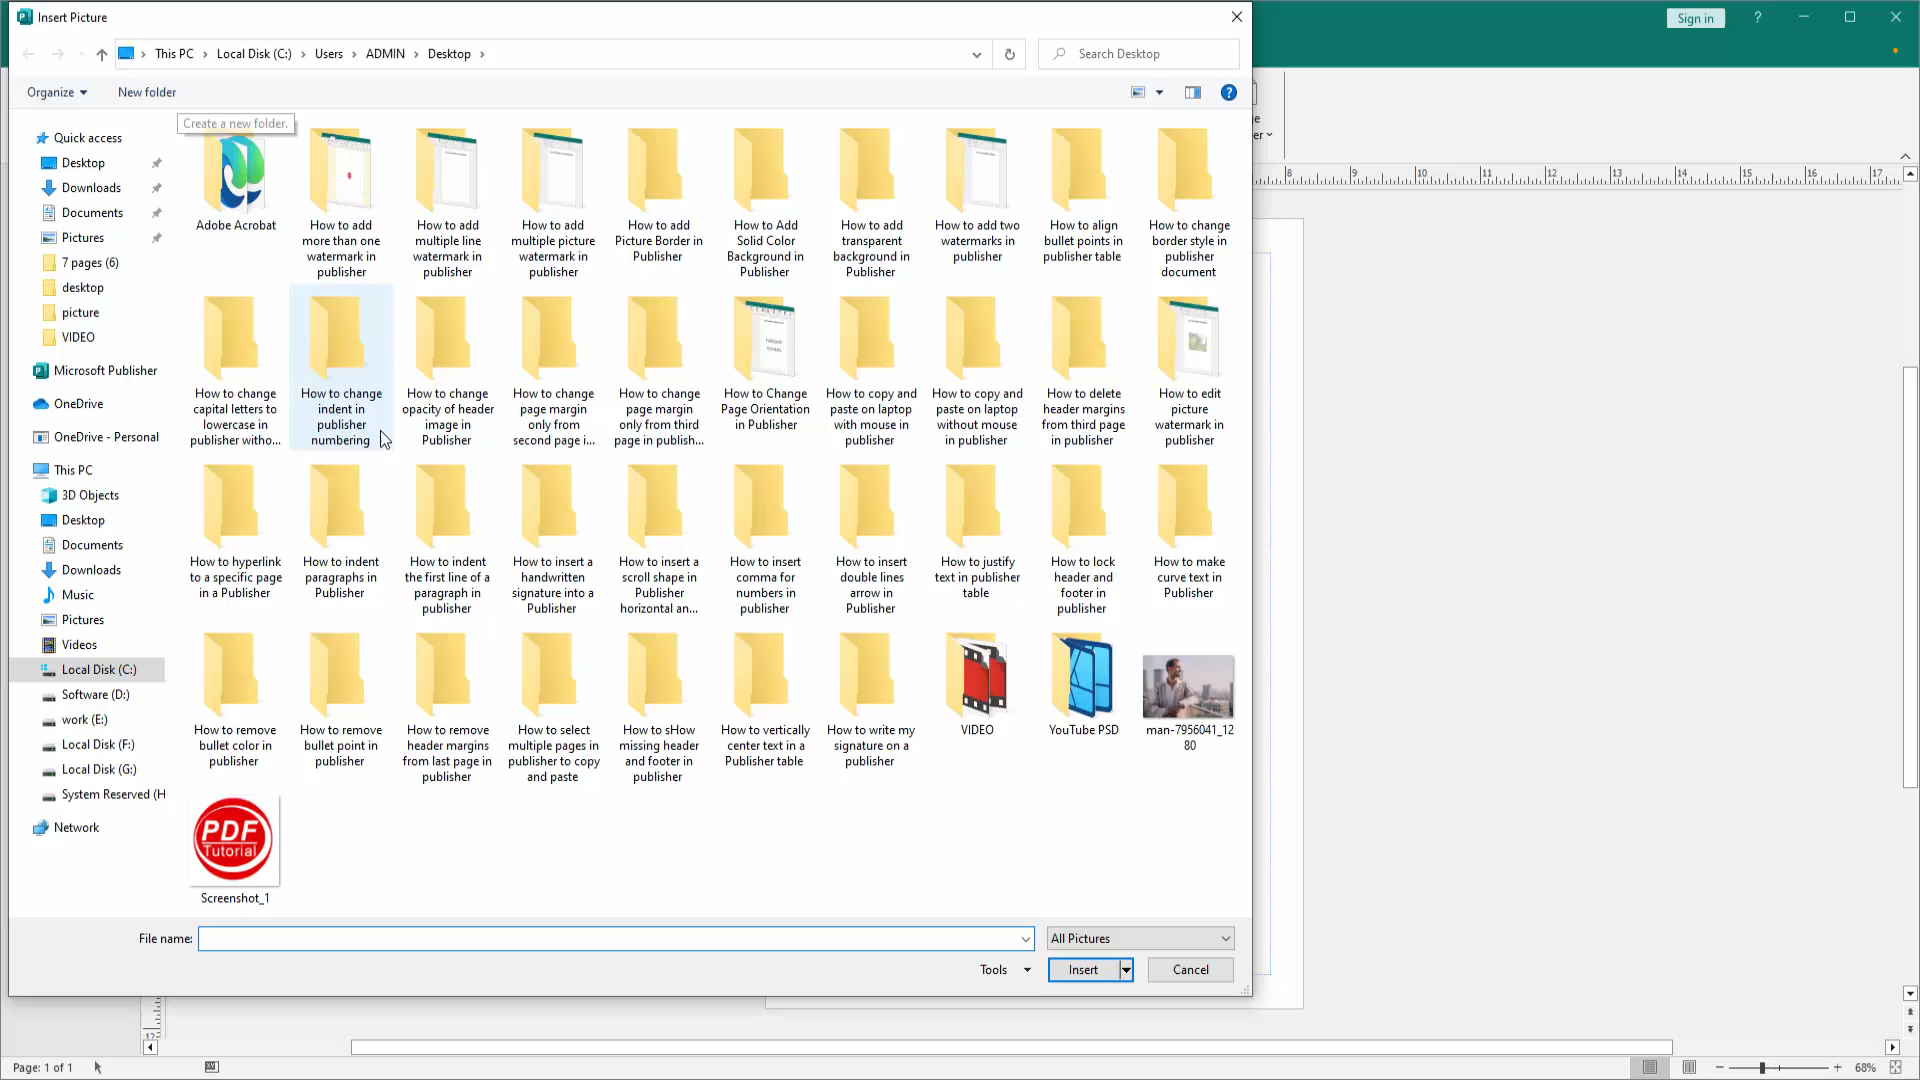 Insert Picture
Sign in
This PC
Local Disk (C:)
Users
ADMIN
Desktop
Search Desktop
Organize
New folder
Create a new folder.
Quick access
Desktop
Downloads
Documents
Pictures
7 pages (6)
desktop
picture
VIDEO
Microsoft Publisher
OneDrive
OneDrive - Personal
This PC
3D Objects
Desktop
Documents
Downloads
Music
Pictures
Videos
Local Disk (C:)
Software (D:)
work (E:)
Local Disk (F:)
Local Disk (G:)
System Reserved (H
Network
Adobe Acrobat
How to add
more than one
watermark in
publisher
How to add
multiple line
watermark in
publisher
How to add
multiple picture
watermark in
publisher
How to add
Picture Border in
Publisher
How to Add
Solid Color
Background in
Publisher
How to add
transparent
background in
Publisher
How to add two
watermarks in
publisher
How to align
bullet points in
publisher table
How to change
border style in
publisher
document
How to change
capital letters to
lowercase in
publisher witho...
How to change
indent in
publisher
numbering
How to change
opacity of header
image in
Publisher
How to change
page margin
only from
second page i...
How to change
page margin
only from third
page in publish...
How to Change
Page Orientation
in Publisher
How to copy and
paste on laptop
with mouse in
publisher
How to copy and
paste on laptop
without mouse
in publisher
How to delete
header margins
from third page
in publisher
How to edit
picture
watermark in
publisher
How to hyperlink
to a specific page
in a Publisher
How to indent
paragraphs in
Publisher
How to indent
the first line of a
paragraph in
publisher
How to insert a
handwritten
signature into a
Publisher
How to insert a
scroll shape in
Publisher
horizontal an...
How to insert
comma for
numbers in
publisher
How to insert
double lines
arrow in
Publisher
How to justify
text in publisher
table
How to lock
header and
footer in
publisher
How to make
curve text in
Publisher
How to remove
bullet color in
publisher
How to remove
bullet point in
publisher
How to remove
header margins
from last page in
publisher
How to select
multiple pages in
publisher to copy
and paste
How to sHow
missing header
and footer in
publisher
How to vertically
center text in a
Publisher table
How to write my
signature on a
publisher
VIDEO
YouTube PSD
man-7956041_12
80
PDF
Tutorial
Screenshot_1
File name:
All Pictures
Tools
Insert
Cancel
8 9 10 11 12 13 14 15 16 17
Page: 1 of 1
68%